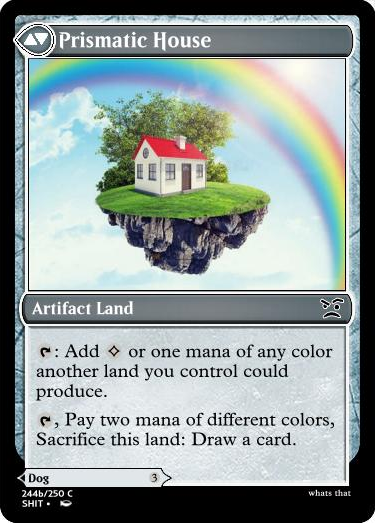 Prismatic House
Artifact Land
: Add or one mana of any color
another land you control could
produce.
, Pay two mana of different colors,
Sacrifice this land: Draw a card.
Dog 3
244b/250 C
SHIT •
whats that